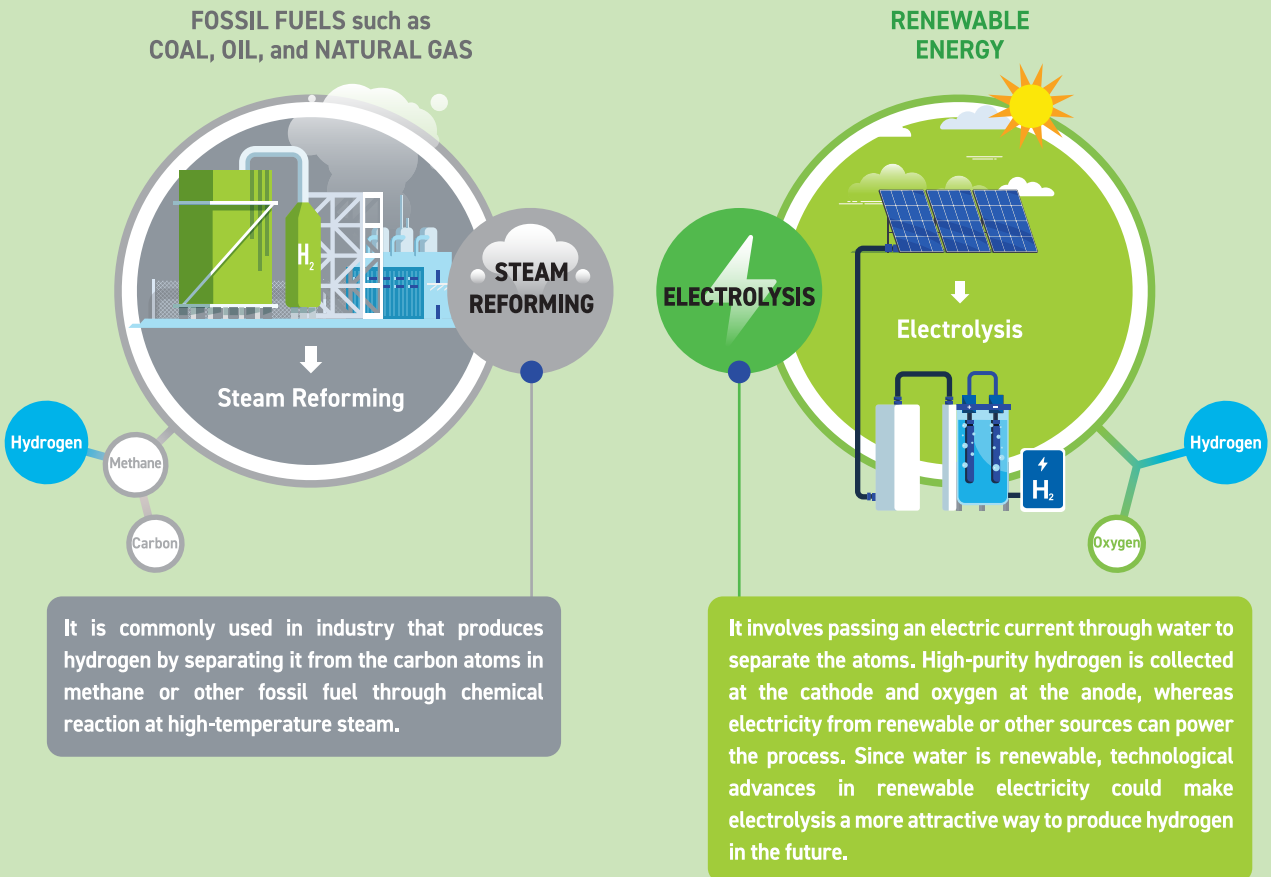 FOSSIL FUELS such as
COAL, OIL, and NATURAL GAS
H2
STEAM
REFORMING
Steam Reforming
Hydrogen
Methane
Carbon
It is commonly used in industry that produces
hydrogen by separating it from the carbon atoms in
methane or other fossil fuel through chemical
reaction at high-temperature steam.
RENEWABLE
ENERGY
ELECTROLYSIS
Electrolysis
H2
Hydrogen
Oxygen
It involves passing an electric current through water to
separate the atoms. High-purity hydrogen is collected
at the cathode and oxygen at the anode, whereas
electricity from renewable or other sources can power
the process. Since water is renewable, technological
advances in renewable electricity could make
electrolysis a more attractive way to produce hydrogen
in the future.